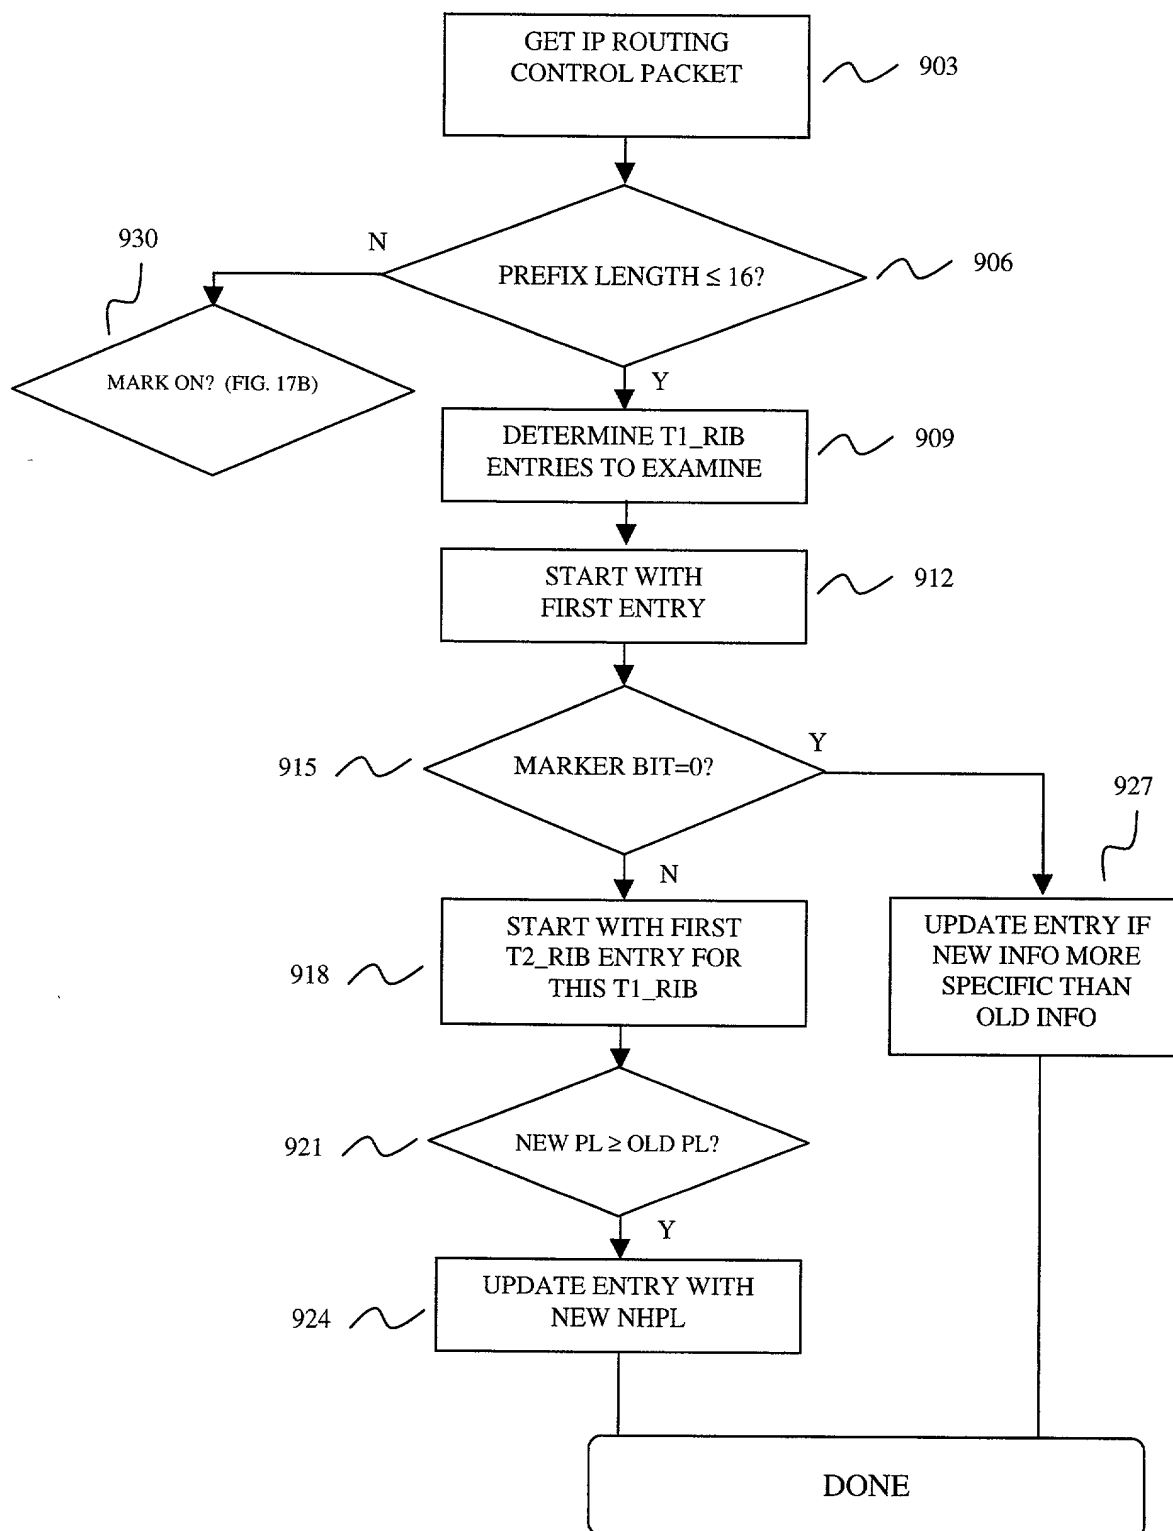 GET IP ROUTING
CONTROL PACKET
903
930
N
PREFIX LENGTH ≤ 16?
906
MARK ON? (FIG. 17B)
Y
DETERMINE T1_RIB
ENTRIES TO EXAMINE
909
START WITH
FIRST ENTRY
912
915
MARKER BIT=0?
Y
927
N
START WITH FIRST
T2_RIB ENTRY FOR
THIS T1_RIB
918
UPDATE ENTRY IF
NEW INFO MORE
SPECIFIC THAN
OLD INFO
921
NEW PL ≥ OLD PL?
Y
UPDATE ENTRY WITH
NEW NHPL
924
DONE